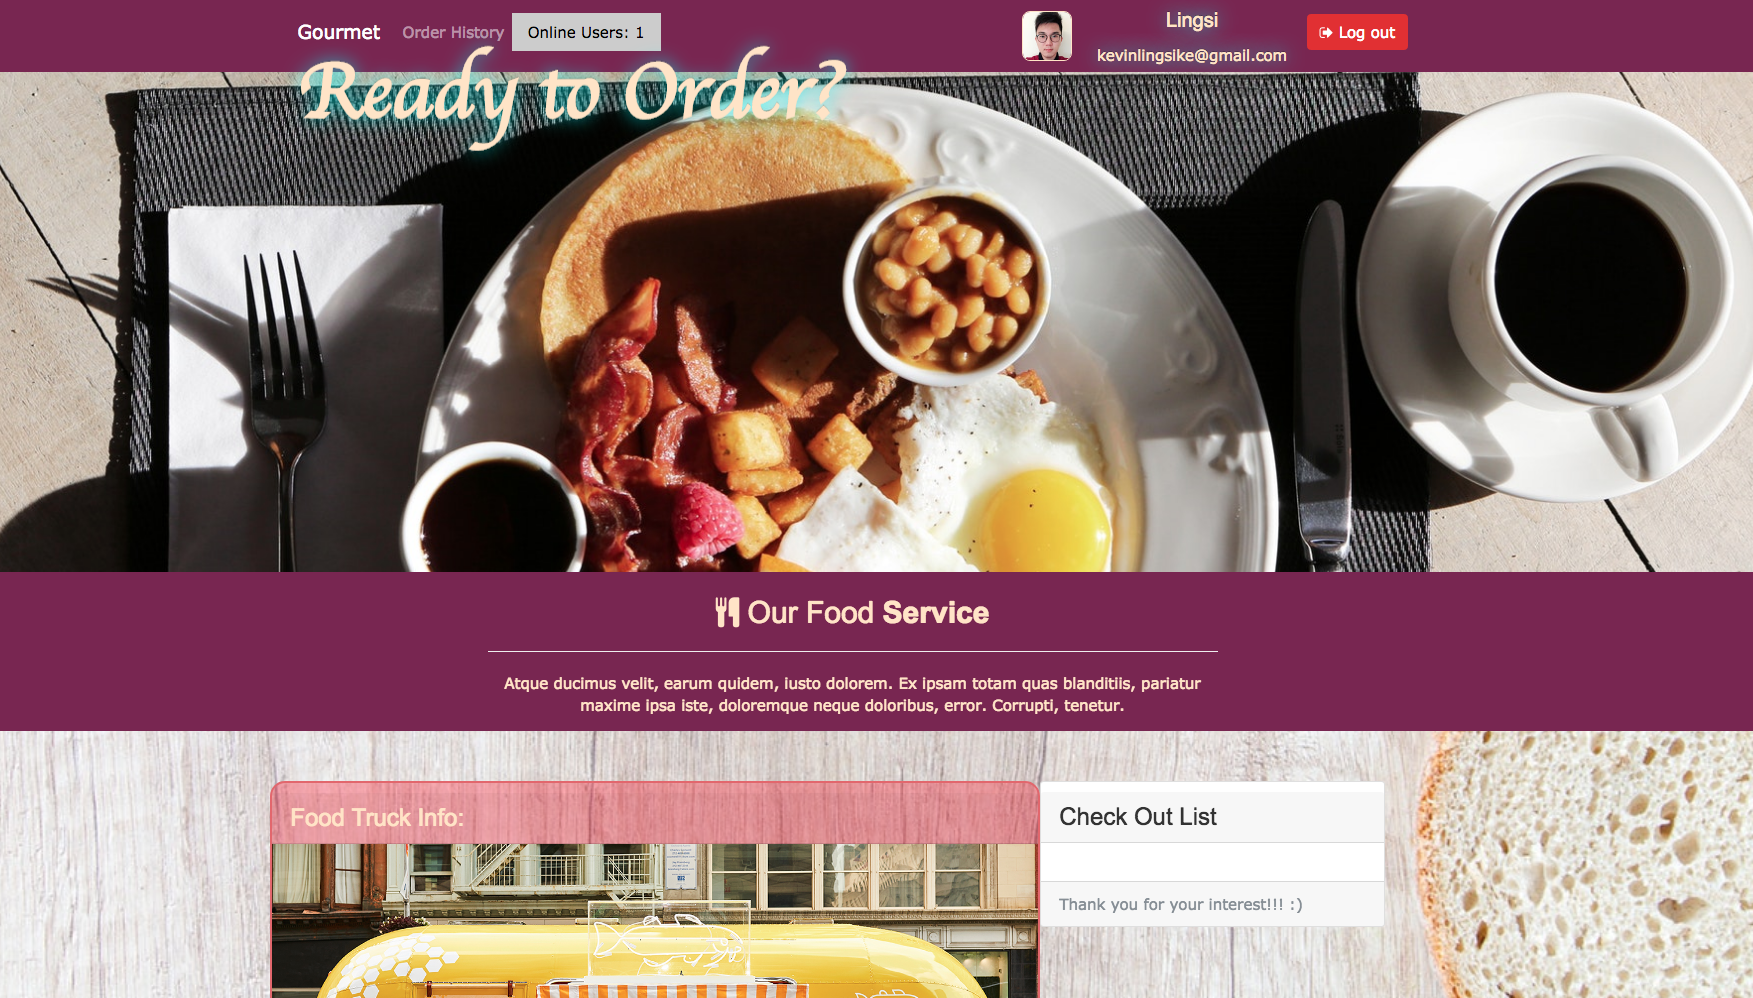 Gourmet Order History Online Users: 1 Lingsi Log out
kevinlingsike@gmail.com
Ready to Order?
Our Food Service
Atque ducimus velit, earum quidem, iusto dolorem. Ex ipsam totam quas blanditiis, pariatur
maxime ipsa iste, doloremque neque doloribus, error. Corrupti, tenetur.
Food Truck Info:
Check Out List
Thank you for your interest!!! :)